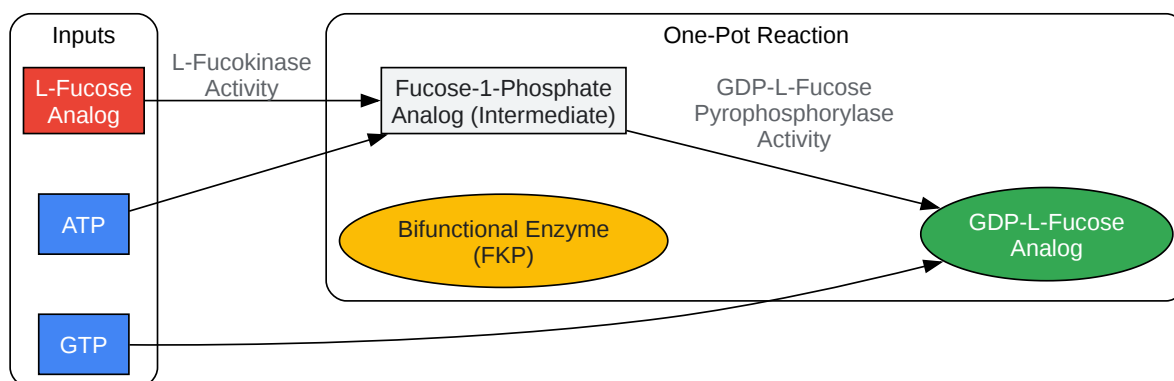 Inputs
One-Pot Reaction
L-Fucose
Analog
L-Fucokinase
Activity
Fucose-1-Phosphate
Analog (Intermediate)
GDP-L-Fucose
Pyrophosphorylase
Activity
ATP
Bifunctional Enzyme
(FKP)
GDP-L-Fucose
Analog
GTP